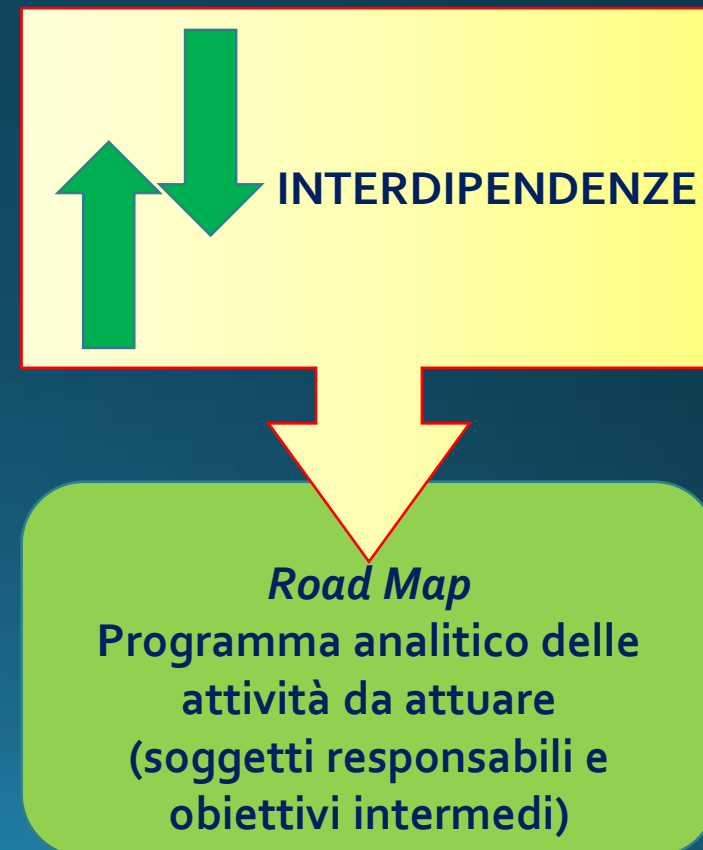 INTERDIPENDENZE
Road Map
Programma analitico delle
attività da attuare
(soggetti responsabili e
obiettivi intermedi)